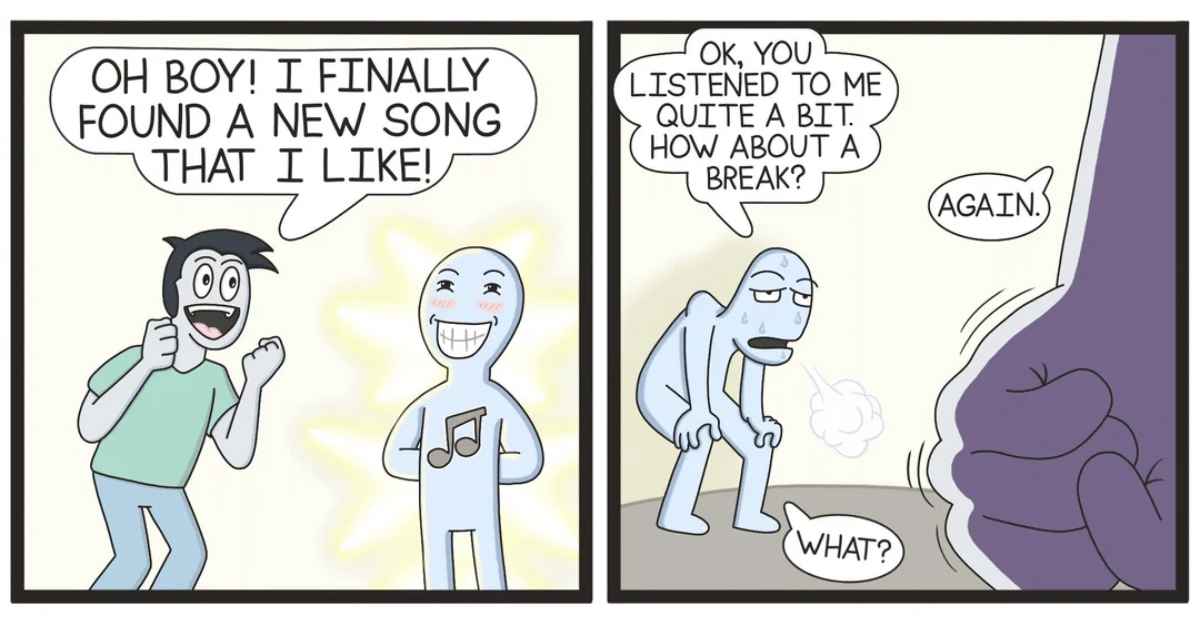 OH BOY! I FINALLY
FOUND A NEW SONG
THAT I LIKE!
OK, YOU
LISTENED TO ME
QUITE A BIT.
HOW ABOUT A
BREAK?
AGAIN.
WHAT?